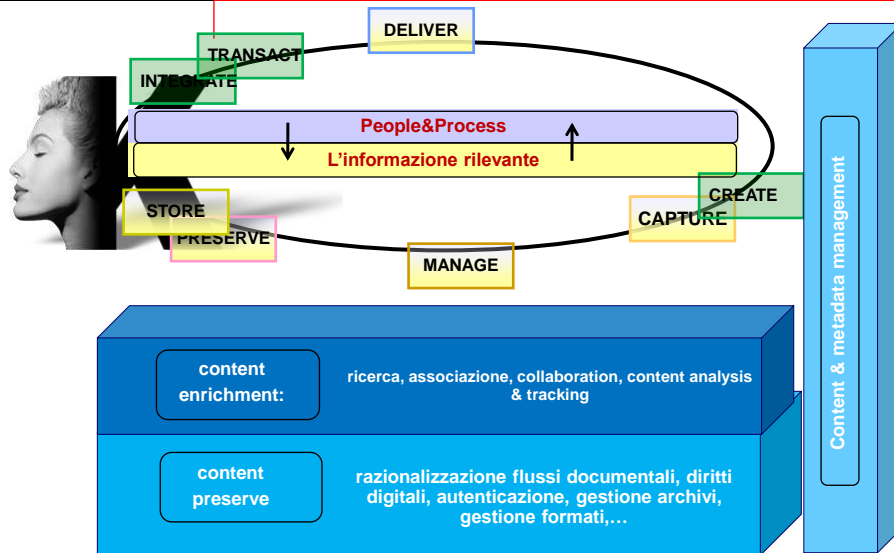 DELIVER
TRANSACT
INTEGRATE
People&Process
L'informazione rilevante
CREATE
CAPTURE
STORE
PRESERVE
MANAGE
Content & metadata management
content
enrichment:
ricerca, associazione, collaboration, content analysis
& tracking
content
preserve
razionalizzazione flussi documentali, diritti
digitali, autenticazione, gestione archivi,
gestione formati,...